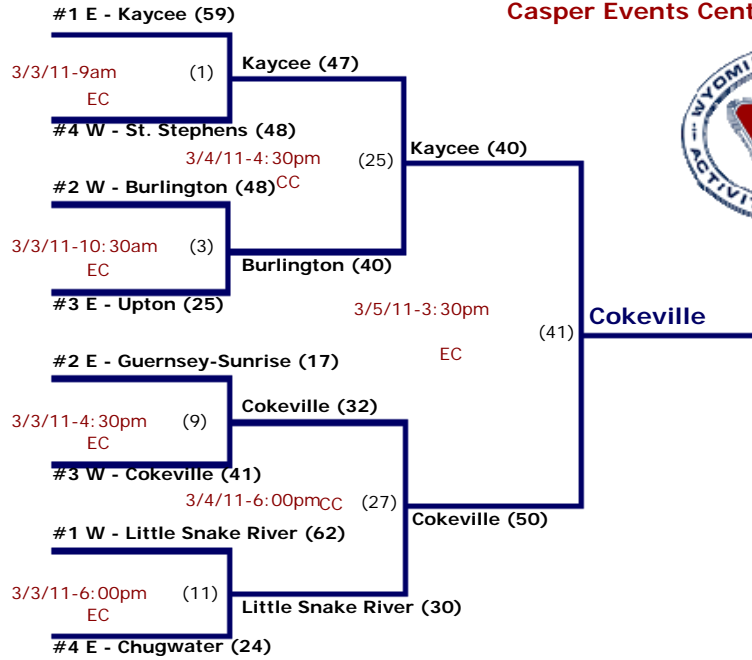 Casper Events Cent
#1 E - Kaycee (59)
3/3/11-9am
(1)
EC
#4 W - St. Stephens (48)
Kaycee (47)
3/4/11-4:30pm
(25)
CC
#2 W - Burlington (48)
3/3/11-10:30am
(3)
EC
#3 E - Upton (25)
Burlington (40)
Kaycee (40)
3/5/11-3:30pm
(41)
EC
Cokeville
#2 E - Guernsey-Sunrise (17)
3/3/11-4:30pm
(9)
EC
#3 W - Cokeville (41)
Cokeville (32)
3/4/11-6:00pm
CC
(27)
Cokeville (50)
#1 W - Little Snake River (62)
3/3/11-6:00pm
(11)
EC
#4 E - Chugwater (24)
Little Snake River (30)
WYOMI
ACTIVIT